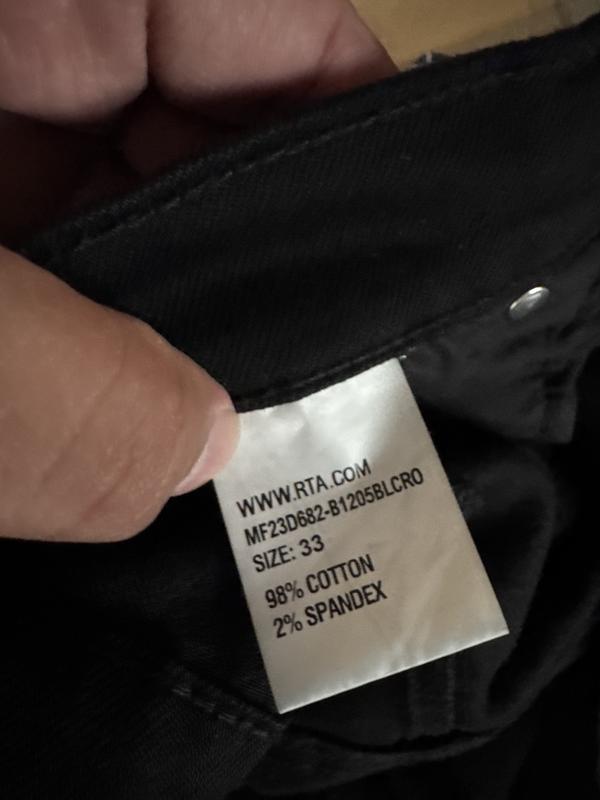 WWW.RTA.COM
MF23D682-B1205BLCRO
SIZE: 33
98% COTTON
2% SPANDEX